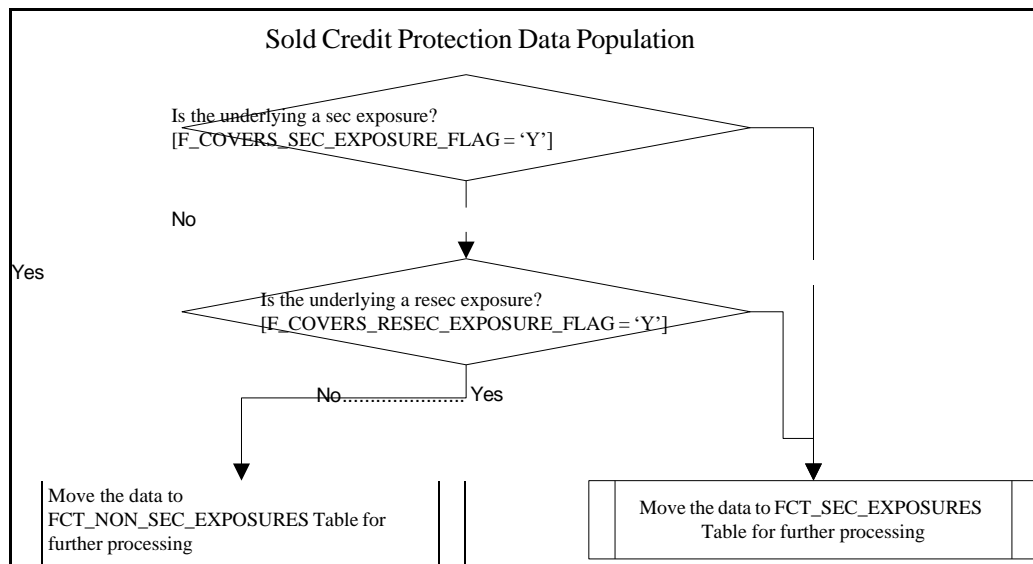 Sold Credit Protection Data Population
Is the underlying a sec exposure?
[F_COVERS_SEC_EXPOSURE_FLAG = ‘Y’]
No
Yes
Is the underlying a resec exposure?
[F_COVERS_RESEC_EXPOSURE_FLAG = ‘Y’]
No...................... Yes
Move the data to
FCT_NON_SEC_EXPOSURES Table for
further processing
Move the data to FCT_SEC_EXPOSURES
Table for further processing